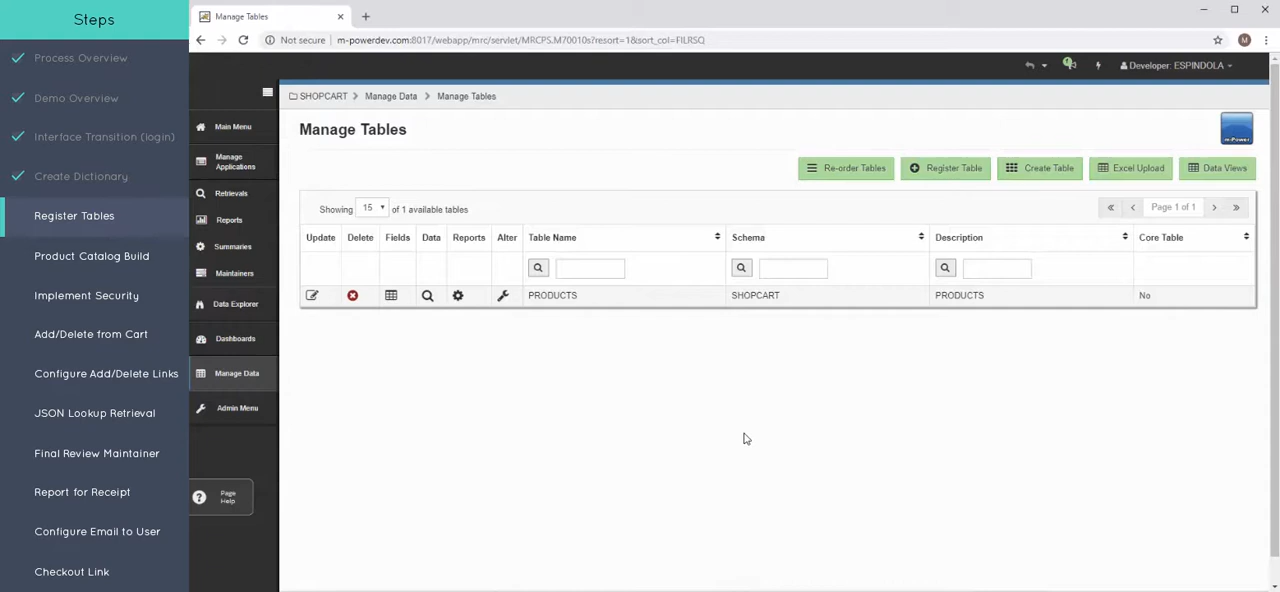 Steps
Process Overview
Demo Overview
Interface Transition (login)
Create Dictionary
Register Tables
Product Catalog Build
Implement Security
Add/Delete from Cart
Configure Add/Delete Links
JSON Lookup Retrieval
Final Review Maintainer
Report for Receipt
Configure Email to User
Checkout Link
Manage Tables
Not secure
m-powerdev.com:8017/webapp/mrc/servlet/MRCPS.M70010s?resort=1&sort_col=FILRSQ
M
Developer: ESPINDOLA
Main Menu
Manage
Applications
Retrievals
Reports
Summaries
Maintainers
Data Explorer
Dashboards
Manage Data
Admin Menu
? Page
Help
SHOPCART > Manage Data > Manage Tables
Manage Tables
m-Power
Re-order Tables
Register Table
Create Table
Excel Upload
Data Views
Showing 15 of 1 available tables
« ‹ Page 1 of 1 › »
Update Delete Fields Data Reports Alter Table Name Schema Description Core Table
PRODUCTS SHOPCART PRODUCTS No